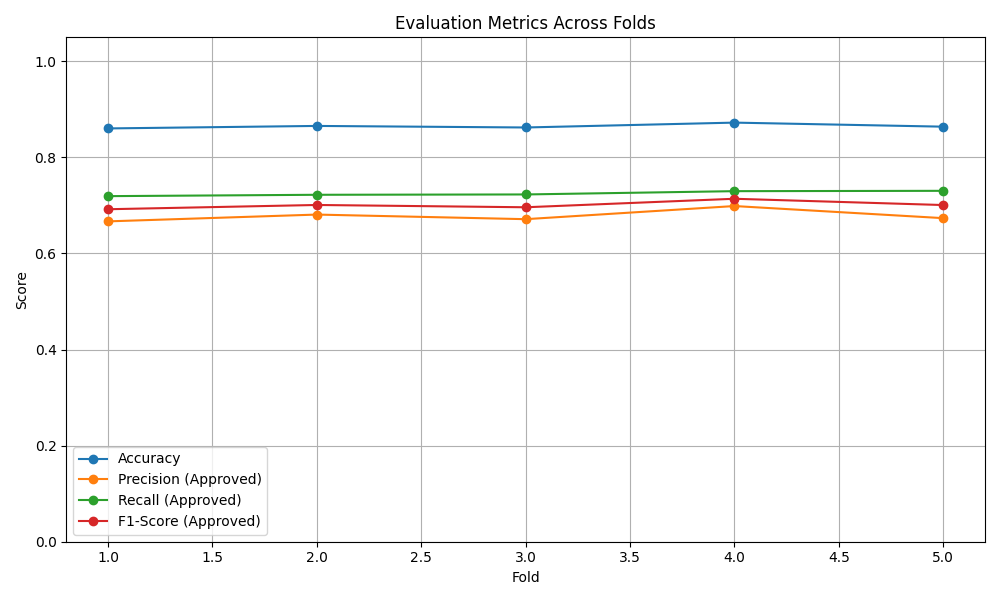 Evaluation Metrics Across Folds
Score
1.0
0.8
0.6
0.4
0.2
0.0
Accuracy
Precision (Approved)
Recall (Approved)
F1-Score (Approved)
1.0 1.5 2.0 2.5 3.0 3.5 4.0 4.5 5.0
Fold